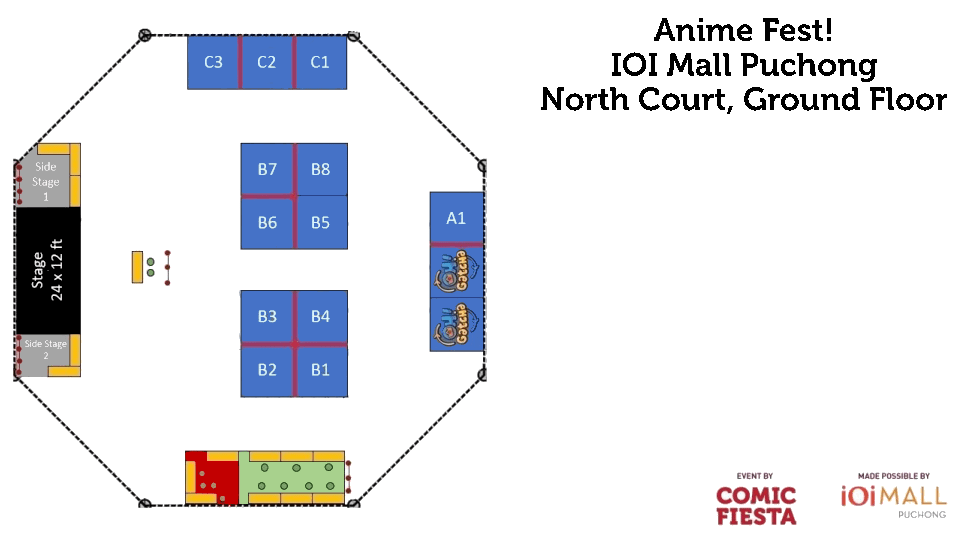 Anime Fest!
IOI Mall Puchong
North Court, Ground Floor
C3
C2
C1
Side
Stage
1
B7
B8
A1
B6
B5
Stage
24 x 12 ft
Gatcha
Gatcha
B3
B4
Side Stage
2
B2
B1
EVENT BY
COMIC
FIESTA
MADE POSSIBLE BY
iOi MALL
PUCHONG